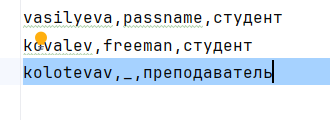 vasilyeva,passname,студент
kovalev,freeman,студент
kolotevav,_,преподаватель